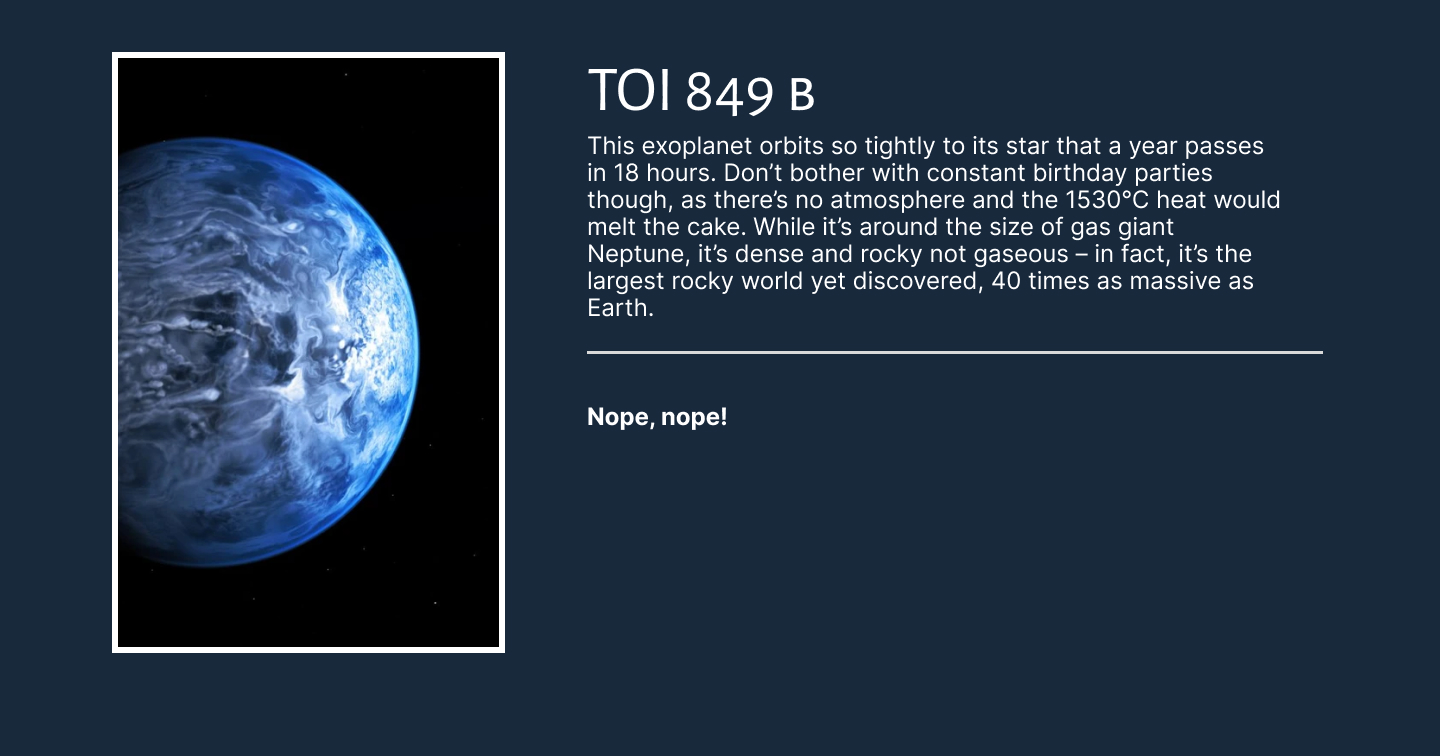 TOI 849 B
This exoplanet orbits so tightly to its star that a year passes
in 18 hours. Don’t bother with constant birthday parties
though, as there’s no atmosphere and the 1530°C heat would
melt the cake. While it’s around the size of gas giant
Neptune, it’s dense and rocky not gaseous – in fact, it’s the
largest rocky world yet discovered, 40 times as massive as
Earth.
Nope, nope!